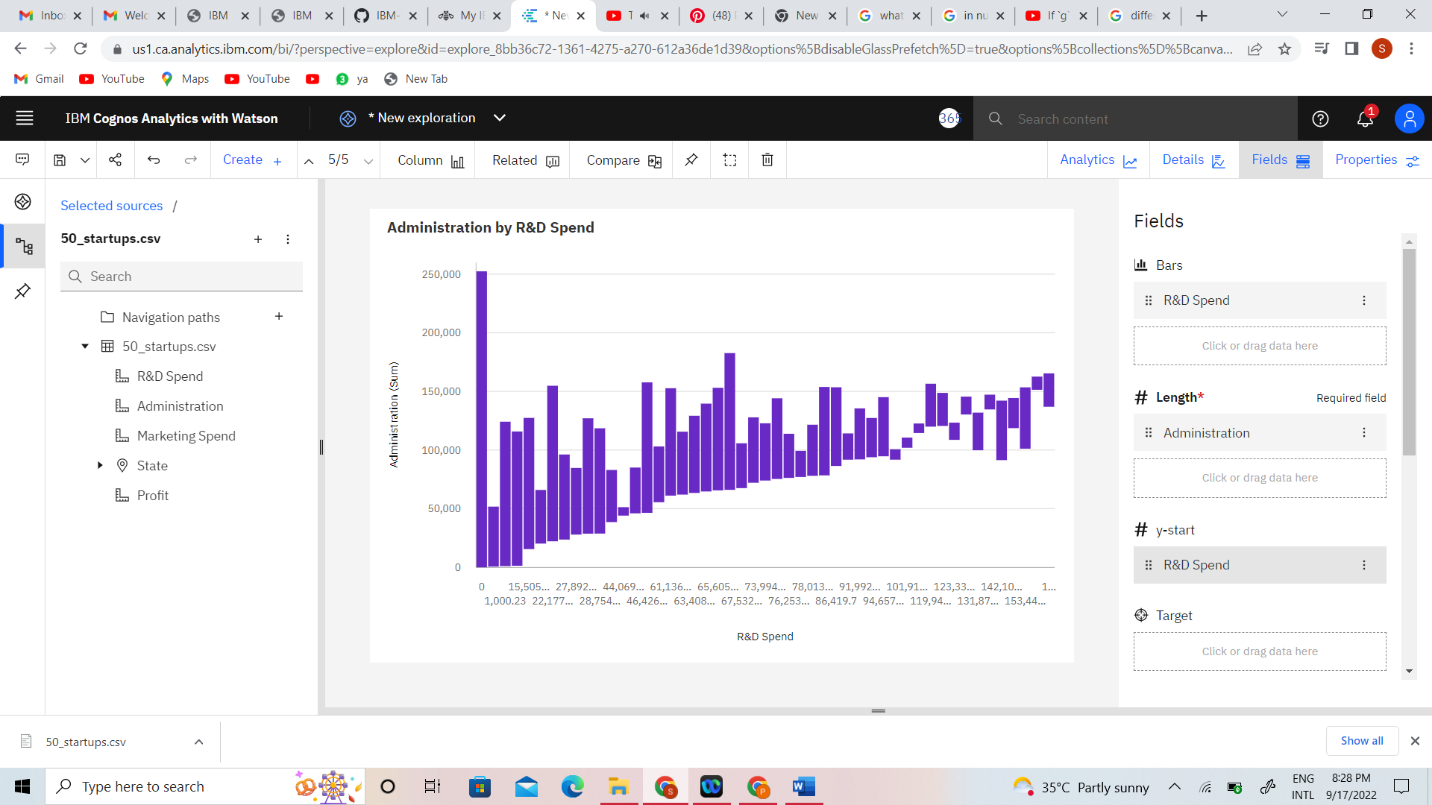 Inbo
Welc
IBM
IBM
IBM-
My I
* Ne
T
(48)
New
what
in nu
If `g`
diffe
us1.ca.analytics.ibm.com/bi/?perspective=explore&id=explore_8bb36c72-1361-4275-a270-612a36de1d39&options%5BdisableGlassPrefetch%5D=true&options%5Bcollections%5D%5Bcanva...
S
Gmail
YouTube
Maps
YouTube
3 ya
New Tab
IBM Cognos Analytics with Watson
* New exploration
365
Search content
1
Create +
5/5
Column
Related
Compare
Analytics
Details
Fields
Properties
Selected sources /
50_startups.csv
Search
Navigation paths
50_startups.csv
R&D Spend
Administration
Marketing Spend
State
Profit
Administration by R&D Spend
Administration (Sum)
250,000
200,000
150,000
100,000
50,000
0
0 15,505... 27,892... 44,069... 61,136... 65,605... 73,994... 78,013... 91,992... 101,91... 123,33... 142,10... 1...
1,000.23 22,177... 28,754... 46,426... 63,408... 67,532... 76,253... 86,419.7 94,657... 119,94... 131,87... 153,44...
R&D Spend
Fields
Bars
R&D Spend
Click or drag data here
# Length* Required field
Administration
Click or drag data here
# y-start
R&D Spend
Target
Click or drag data here
50_startups.csv
Show all
Type here to search
S
P
35°C Partly sunny
ENG
INTL
8:28 PM
9/17/2022